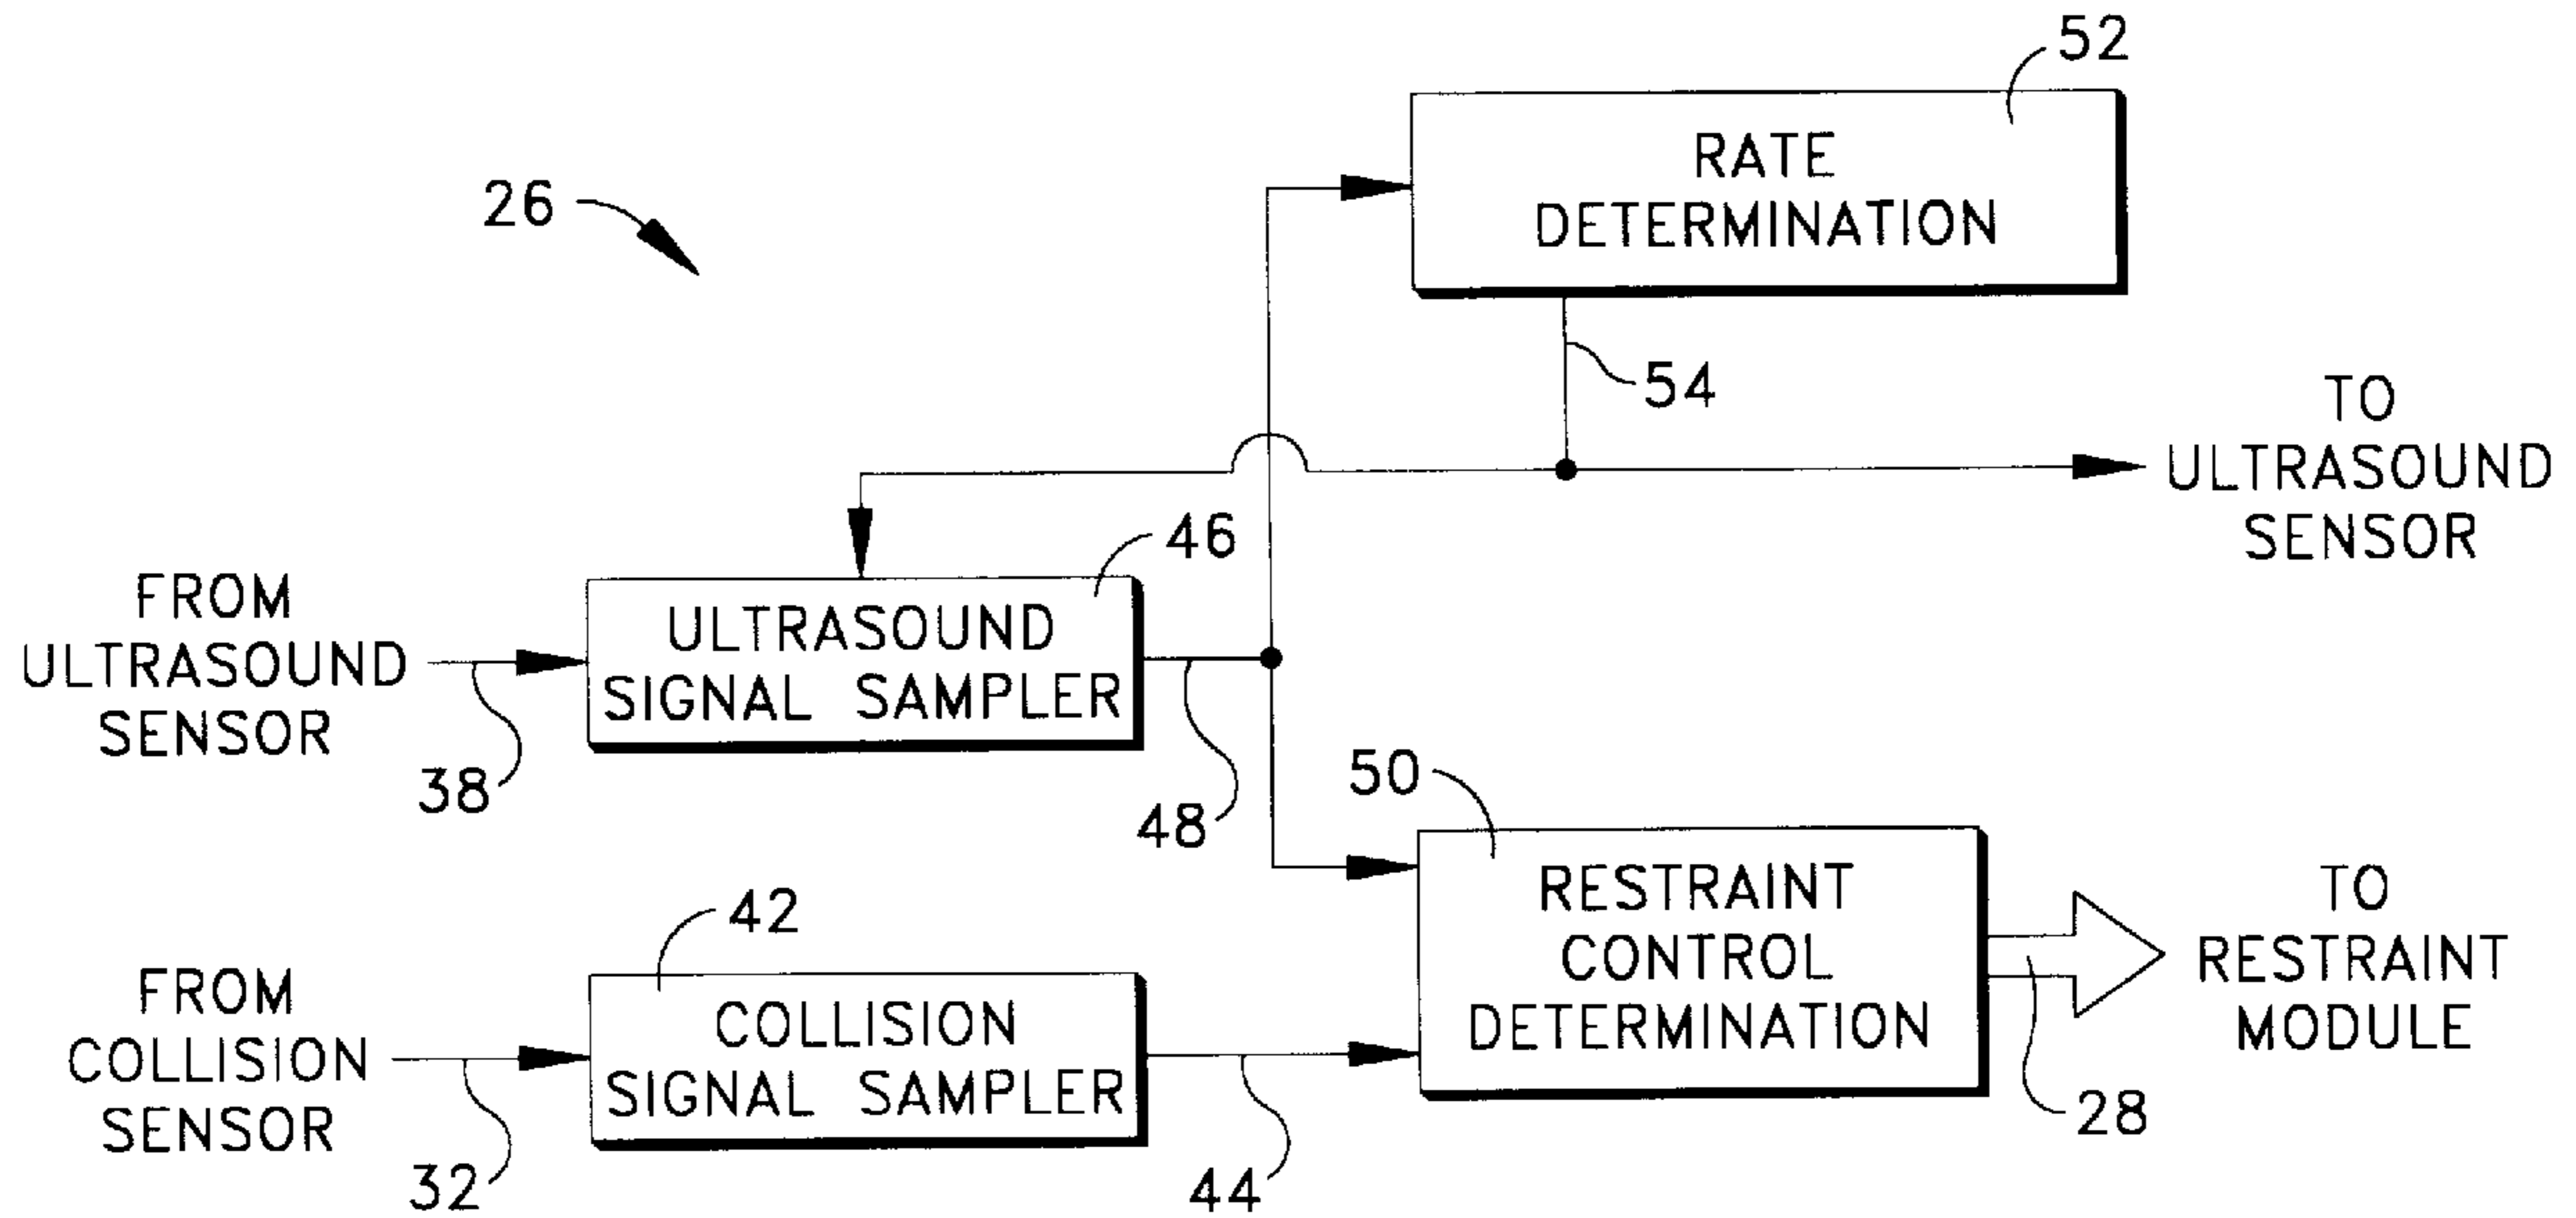 52
RATE
DETERMINATION
26
54
TO
ULTRASOUND
SENSOR
46
FROM
ULTRASOUND
SENSOR
38
ULTRASOUND
SIGNAL SAMPLER
48
50
RESTRAINT
CONTROL
DETERMINATION
TO
RESTRAINT
MODULE
28
42
FROM
COLLISION
SENSOR
32
COLLISION
SIGNAL SAMPLER
44